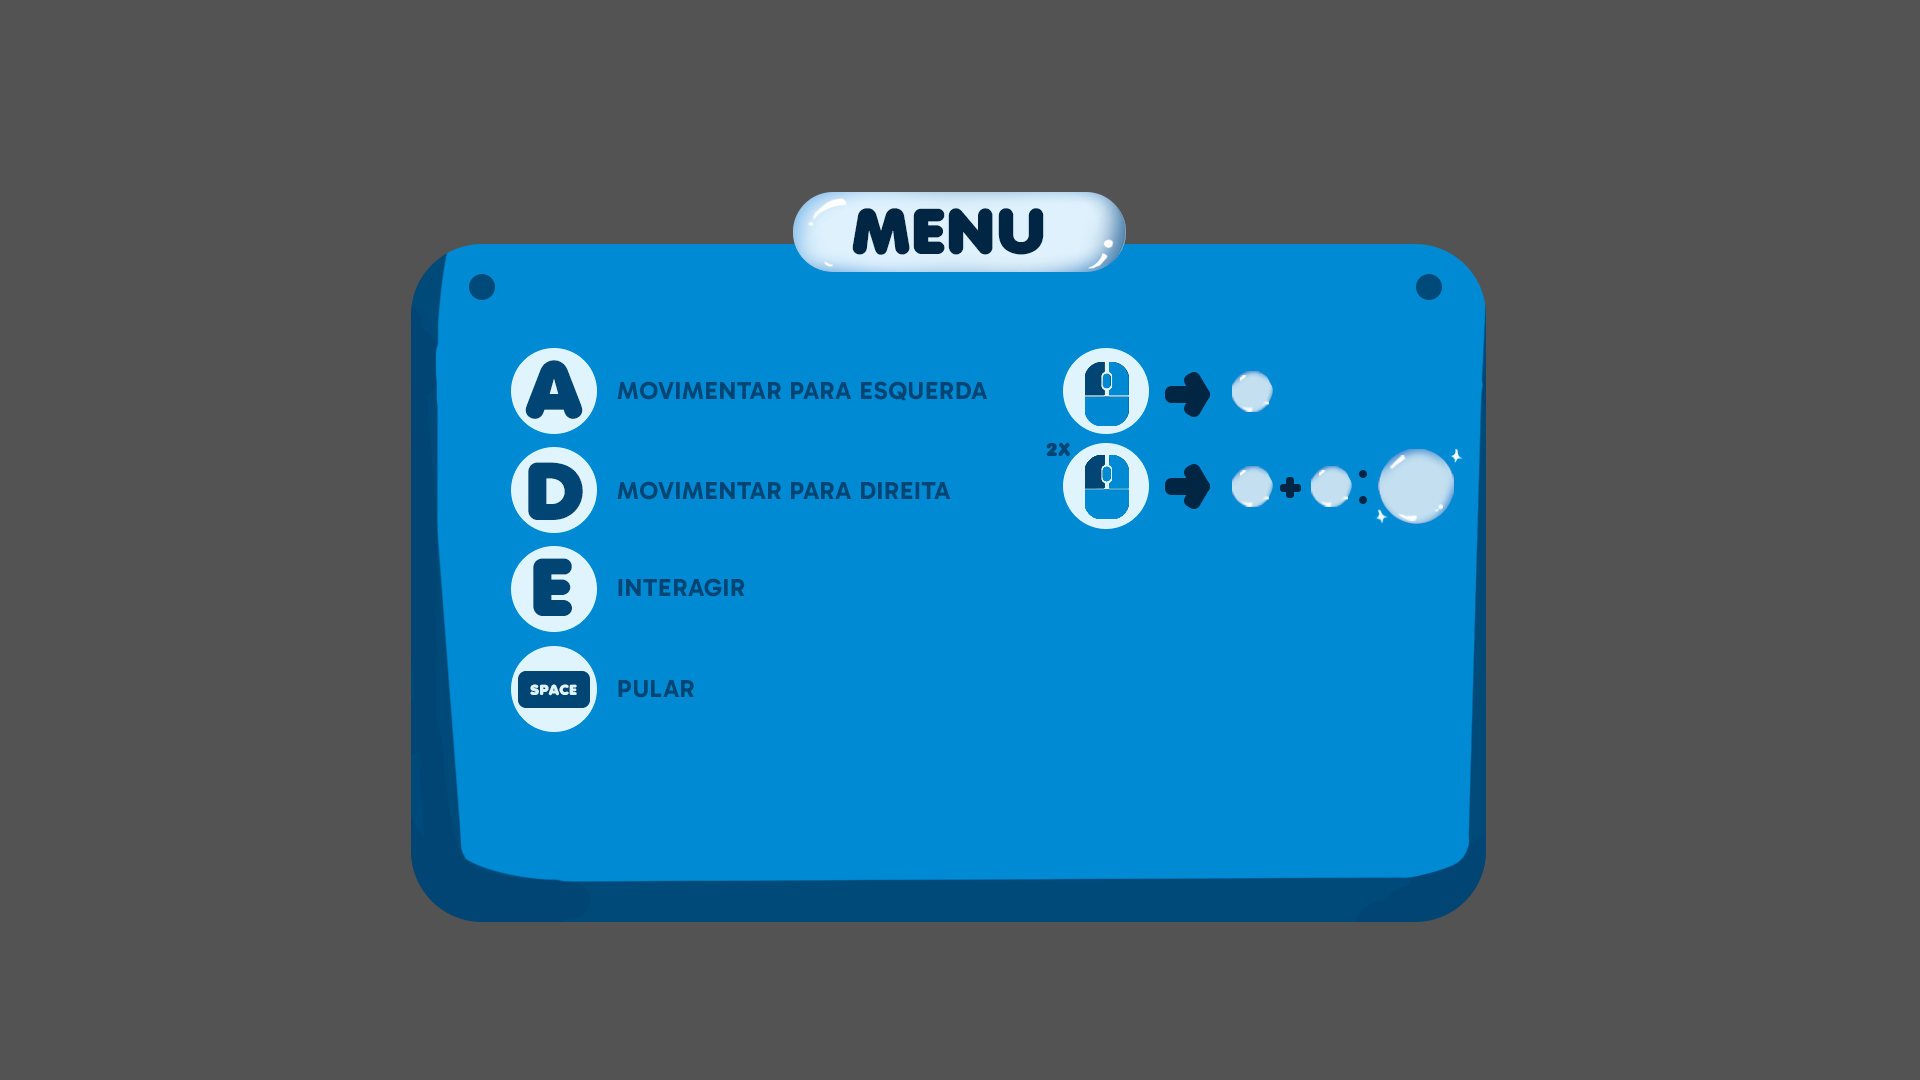 MENU
A MOVIMENTAR PARA ESQUERDA
D MOVIMENTAR PARA DIREITA
E INTERAGIR
SPACE PULAR
2X